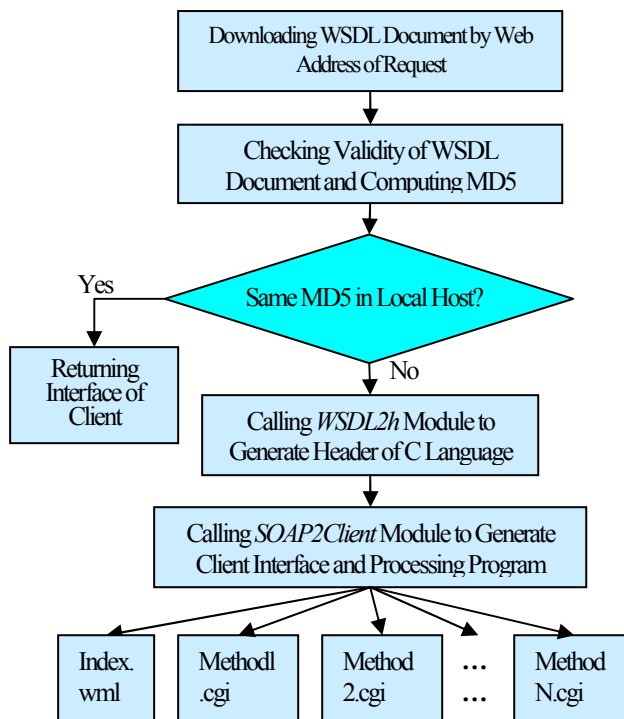 Downloading WSDL Document by Web
Address of Request
Checking Validity of WSDL
Document and Computing MD5
Same MD5 in Local Host?
Yes
No
Returning
Interface of
Client
Calling WSDL2h Module to
Generate Header of C Language
Calling SOAP2Client Module to Generate
Client Interface and Processing Program
Index.
wml
Methodl
.cgi
Method
2.cgi
...
...
Method
N.cgi